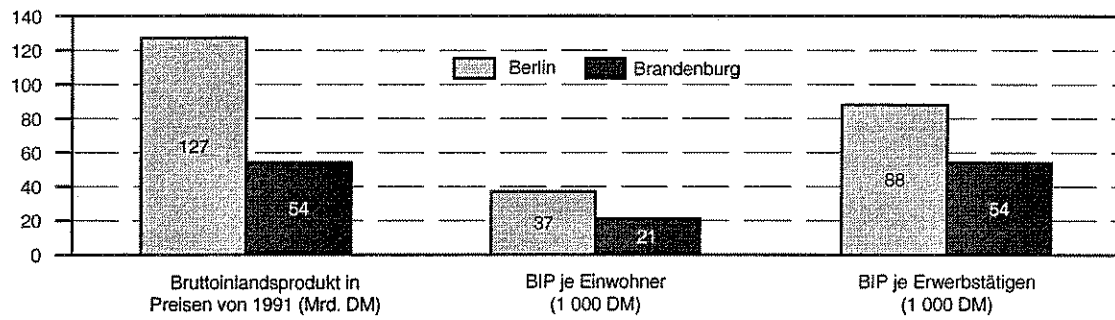 140
120
100
80
60
40
20
0
Berlin Brandenburg
127 54 37 21 88 54
Bruttoinlandsprodukt in
Preisen von 1991 (Mrd. DM)
BIP je Einwohner
(1 000 DM)
BIP je Erwerbstätigen
(1 000 DM)